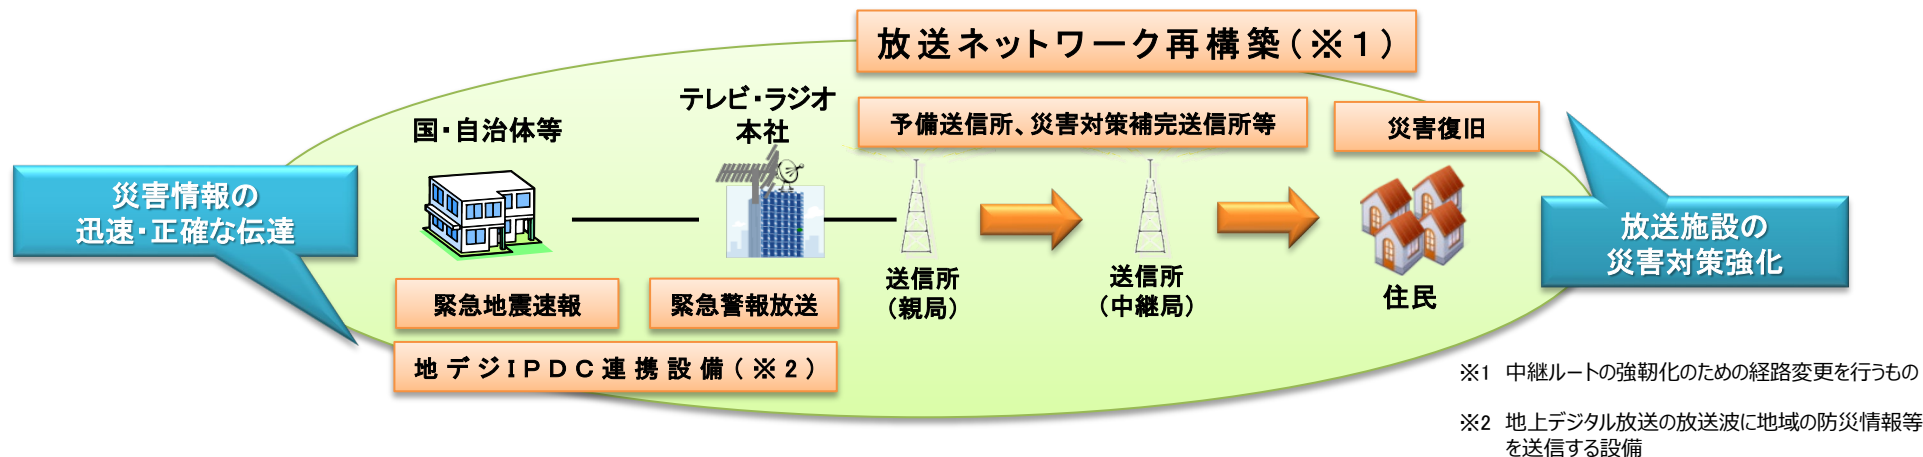 放送ネットワーク再構築(※1)
テレビ・ラジオ
本社
国・自治体等
予備送信所、災害対策補完送信所等
災害復旧
災害情報の
迅速・正確な伝達
放送施設の
災害対策強化
送信所
(親局)
送信所
(中継局)
住民
緊急地震速報
緊急警報放送
地デジIPDC連携設備(※2)
※1 中継ルートの強靭化のための経路変更を行うもの
※2 地上デジタル放送の放送波に地域の防災情報等
を送信する設備